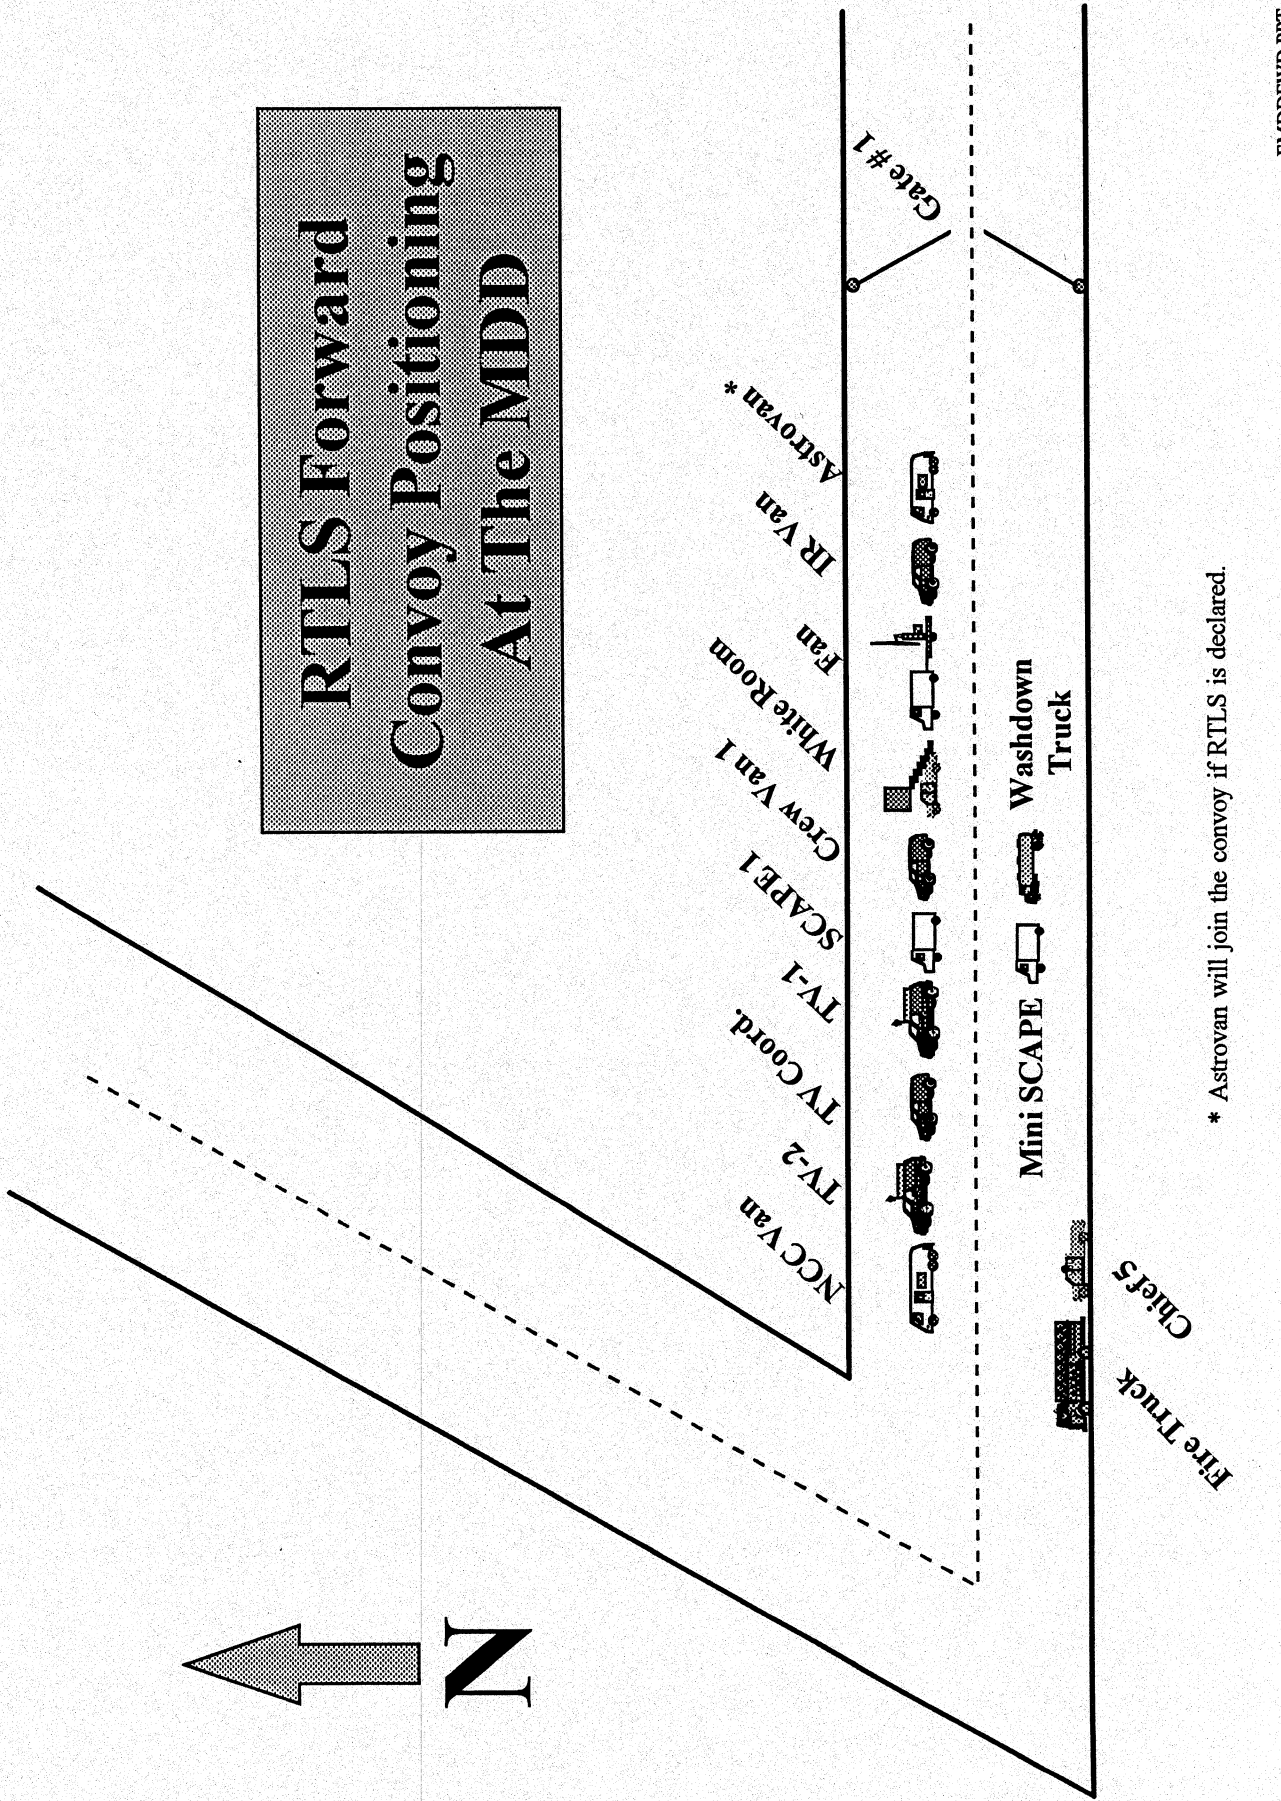 RTLS Forward
Convoy Positioning
At The MDD
N
NCC Van
TV-2
TV Coord.
TV-1
SCAPE 1
Crew Van 1
White Room
Fan
IR Van
Astrovan *
Gate # 1
Mini SCAPE
Washdown
Truck
Chief 5
Fire Truck
* Astrovan will join the convoy if RTLS is declared.